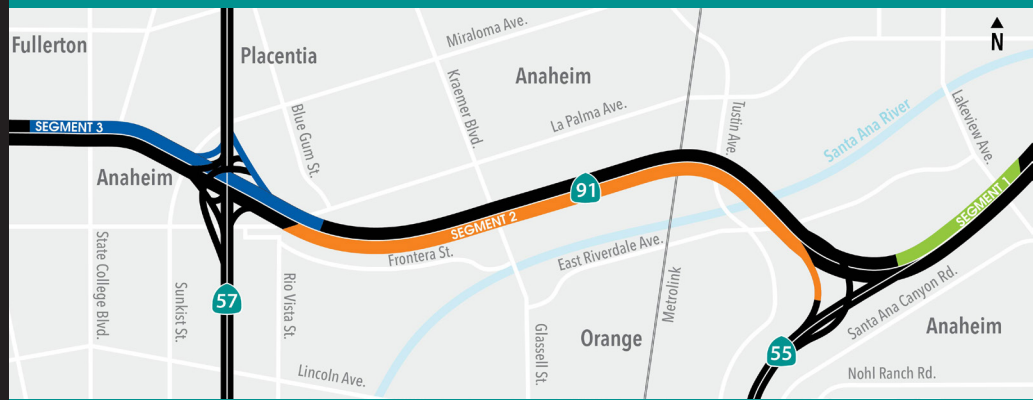 Fullerton
Placentia
Miraloma Ave.
N
Anaheim
Kraemer Blvd.
Blue Gum St.
La Palma Ave.
Tustin Ave.
Santa Ana River
Lakeview Ave.
SEGMENT 3
Anaheim
91
SEGMENT 2
SEGMENT 1
Frontera St.
East Riverdale Ave.
State College Blvd.
Sunkist St.
57
Rio Vista St.
Metrolink
Santa Ana Canyon Rd.
Glassell St.
Orange
Anaheim
55
Lincoln Ave.
Nohl Ranch Rd.